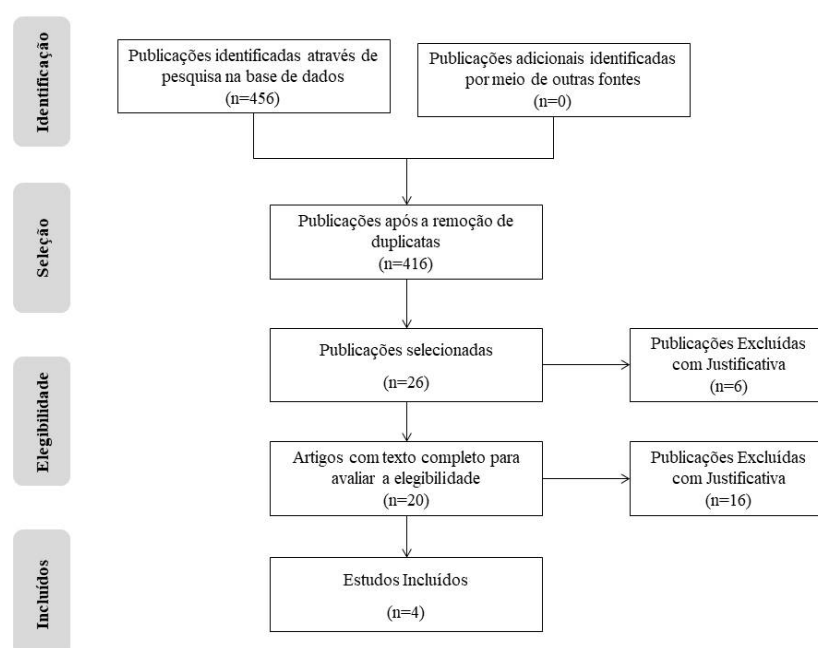 Identificação
Publicações identificadas através de
pesquisa na base de dados
(n=456)
Publicações adicionais identificadas
por meio de outras fontes
(n=0)
Seleção
Publicações após a remoção de
duplicatas
(n=416)
Elegibilidade
Publicações selecionadas
(n=26)
Publicações Excluídas
com Justificativa
(n=6)
Artigos com texto completo para
avaliar a elegibilidade
(n=20)
Publicações Excluídas
com Justificativa
(n=16)
Incluídos
Estudos Incluídos
(n=4)